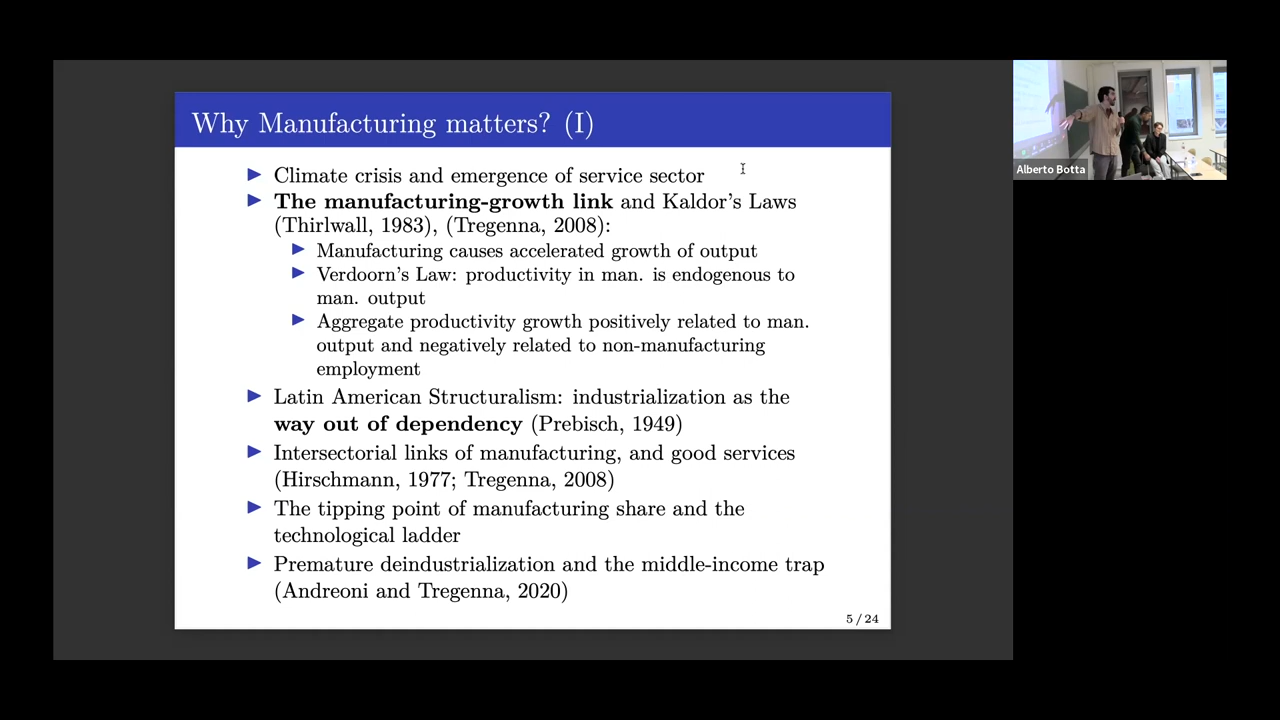 Why Manufacturing matters? (I)
Climate crisis and emergence of service sector
The manufacturing-growth link and Kaldor's Laws
(Thirlwall, 1983), (Tregenna, 2008):
Manufacturing causes accelerated growth of output
Verdoorn's Law: productivity in man. is endogenous to
man. output
Aggregate productivity growth positively related to man.
output and negatively related to non-manufacturing
employment
Latin American Structuralism: industrialization as the
way out of dependency (Prebisch, 1949)
Intersectorial links of manufacturing, and good services
(Hirschmann, 1977; Tregenna, 2008)
The tipping point of manufacturing share and the
technological ladder
Premature deindustrialization and the middle-income trap
(Andreoni and Tregenna, 2020)
5 / 24
Alberto Botta